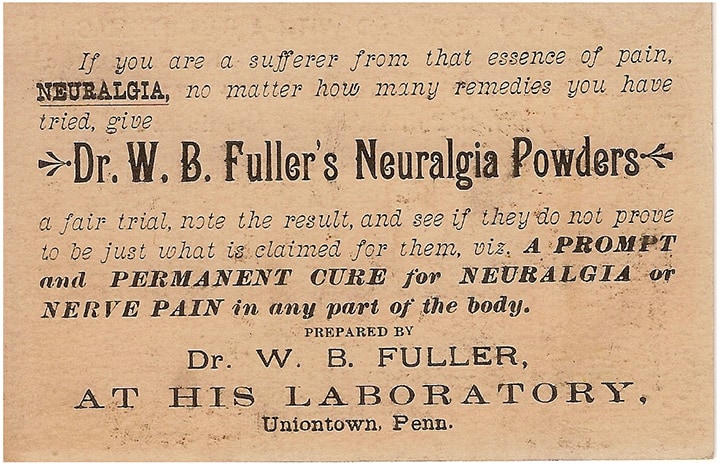 If you are a sufferer from that essence of pain,
NEURALGIA, no matter how many remedies you have
tried, give
Dr. W. B. Fuller's Neuralgia Powders
a fair trial, note the result, and see if they do not prove
to be just what is claimed for them, viz. A PROMPT
and PERMANENT CURE for NEURALGIA or
NERVE PAIN in any part of the body.
PREPARED BY
Dr. W. B. FULLER,
AT HIS LABORATORY,
Uniontown, Penn.